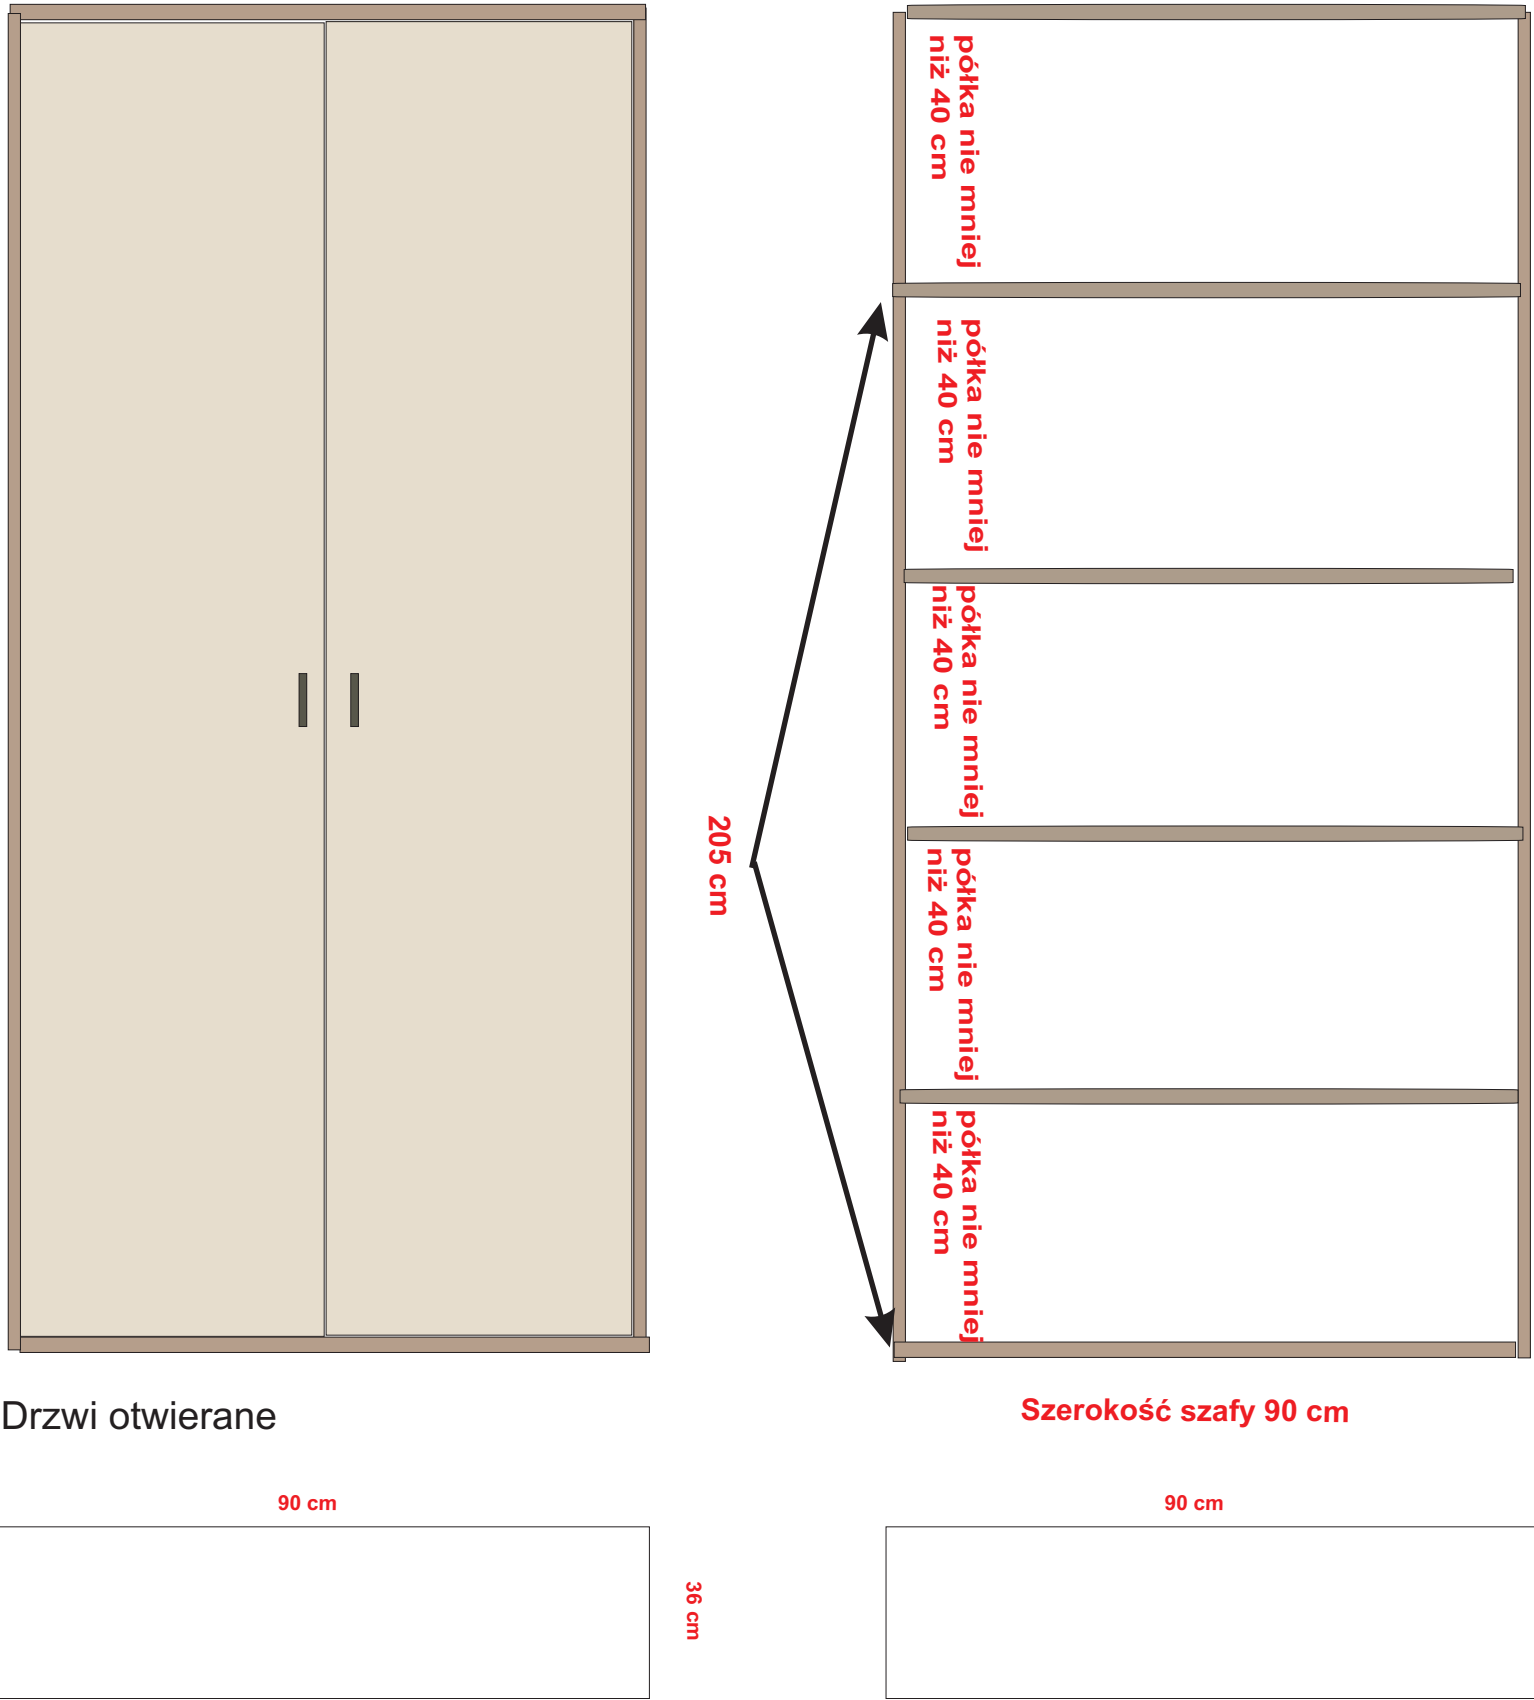 półka nie mniej
niż 40 cm
półka nie mniej
niż 40 cm
półka nie mniej
niż 40 cm
205 cm
półka nie mniej
niż 40 cm
półka nie mniej
niż 40 cm
Drzwi otwierane
Szerokość szafy 90 cm
90 cm
90 cm
36 cm